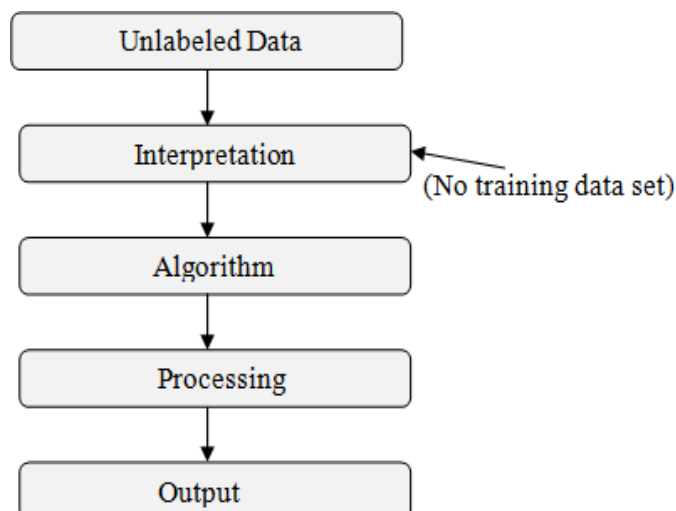 Unlabeled Data
Interpretation
(No training data set)
Algorithm
Processing
Output